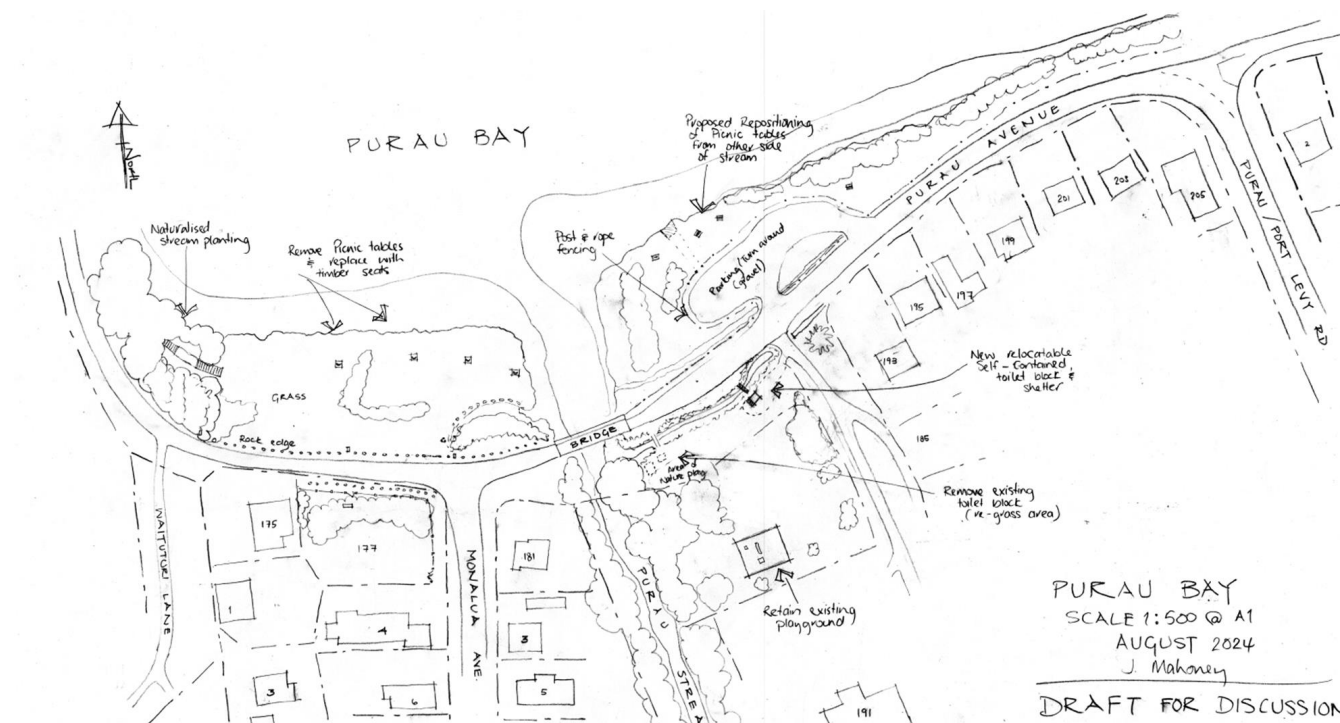 PURAU BAY
North
Proposed Repositioning
of Picnic tables
from other side
of stream
Naturalised
stream planting
Remove Picnic tables
& replace with
timber seats
Post & rope
fencing
Parking/Turn around
(gravel)
PURAU AVENUE
PURAU/PORT LEVY RD
2
205
203
201
199
197
195
193
185
New relocatable
Self-Contained
toilet block &
shelter
GRASS
Rock edge
BRIDGE
Area of
Nature play
Remove existing
toilet block
(re-grass area)
Retain existing
playground
WAITUTURI LANE
175
177
181
1
4
3
3
6
5
191
MONALUA AVE.
PURAU STREA
PURAU BAY
SCALE 1:500 @ A1
AUGUST 2024
J. Mahoney
DRAFT FOR DISCUSSION